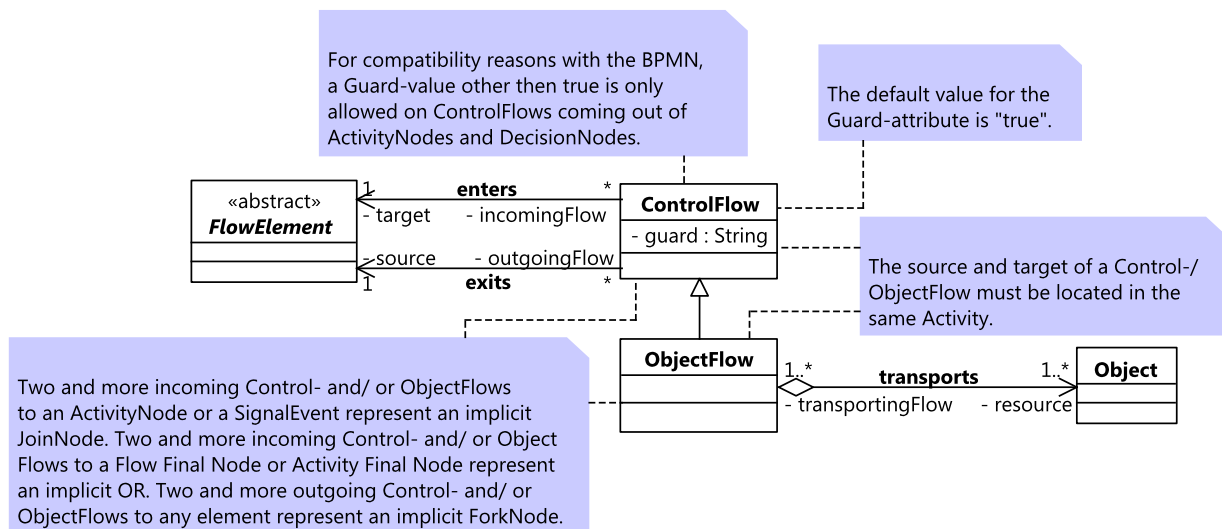 For compatibility reasons with the BPMN,
a Guard-value other then true is only
allowed on ControlFlows coming out of
ActivityNodes and DecisionNodes.
The default value for the
Guard-attribute is "true".
«abstract»
FlowElement
1
enters
*
- target
- incomingFlow
- source
- outgoingFlow
1
exits
*
ControlFlow
- guard : String
The source and target of a Control-/
ObjectFlow must be located in the
same Activity.
ObjectFlow
1..*
transports
1..*
- transportingFlow
- resource
Object
Two and more incoming Control- and/ or ObjectFlows
to an ActivityNode or a SignalEvent represent an implicit
JoinNode. Two and more incoming Control- and/ or Object
Flows to a Flow Final Node or Activity Final Node represent
an implicit OR. Two and more outgoing Control- and/ or
ObjectFlows to any element represent an implicit ForkNode.